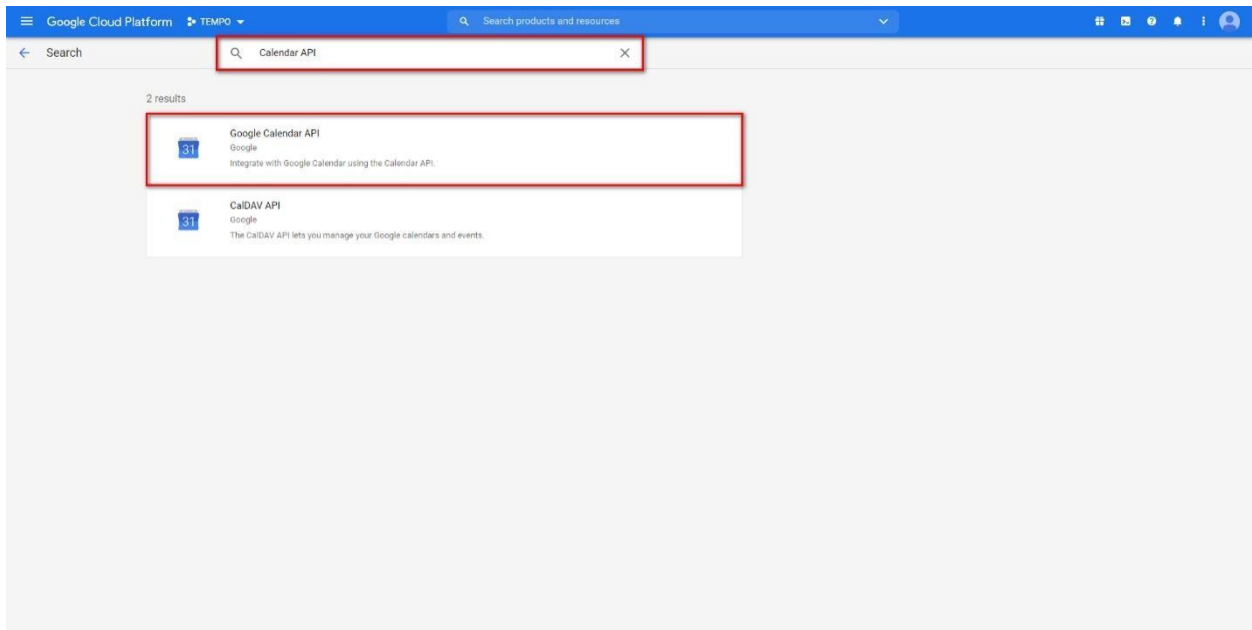 Google Cloud Platform TEMPO Search products and resources
Search Calendar API
2 results
31
Google Calendar API
Google
Integrate with Google Calendar using the Calendar API.
31
CalDAV API
Google
The CalDAV API lets you manage your Google calendars and events.